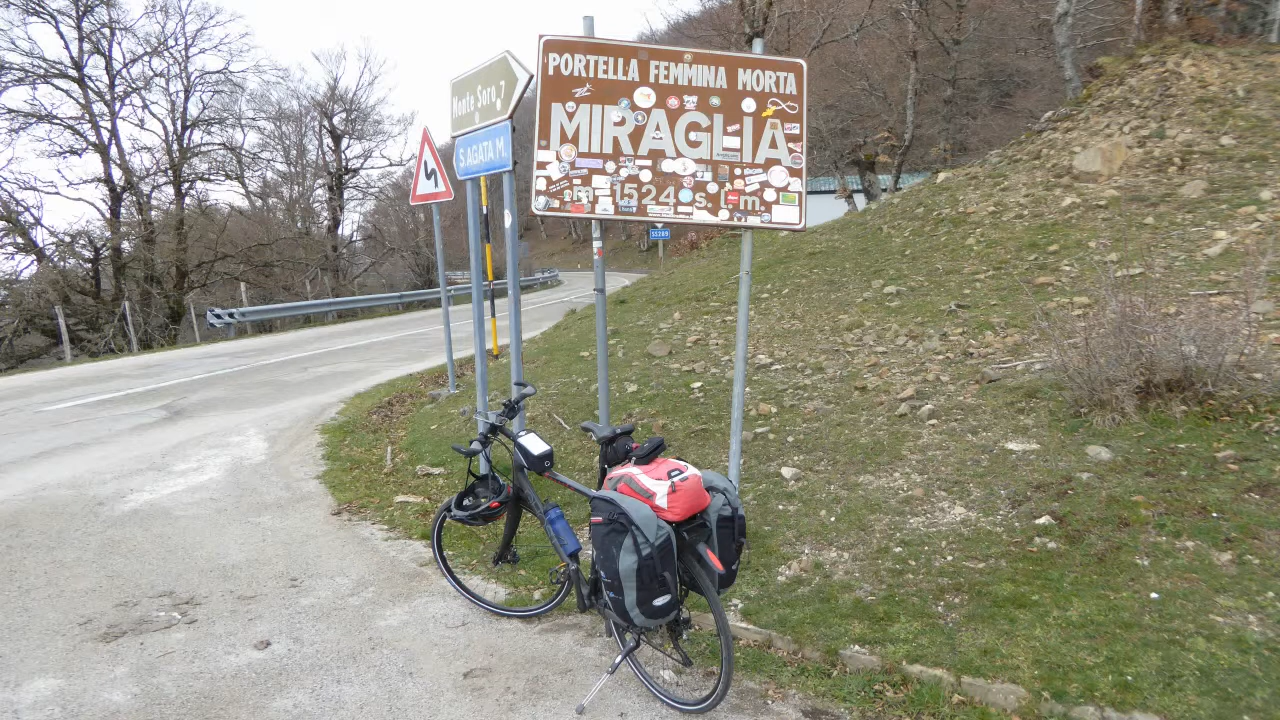 Monte Soro 7
S. AGATA M.
PORTELLA FEMMINA MORTA
MIRAGLIA
m. 1524 s. l. m.
SS289